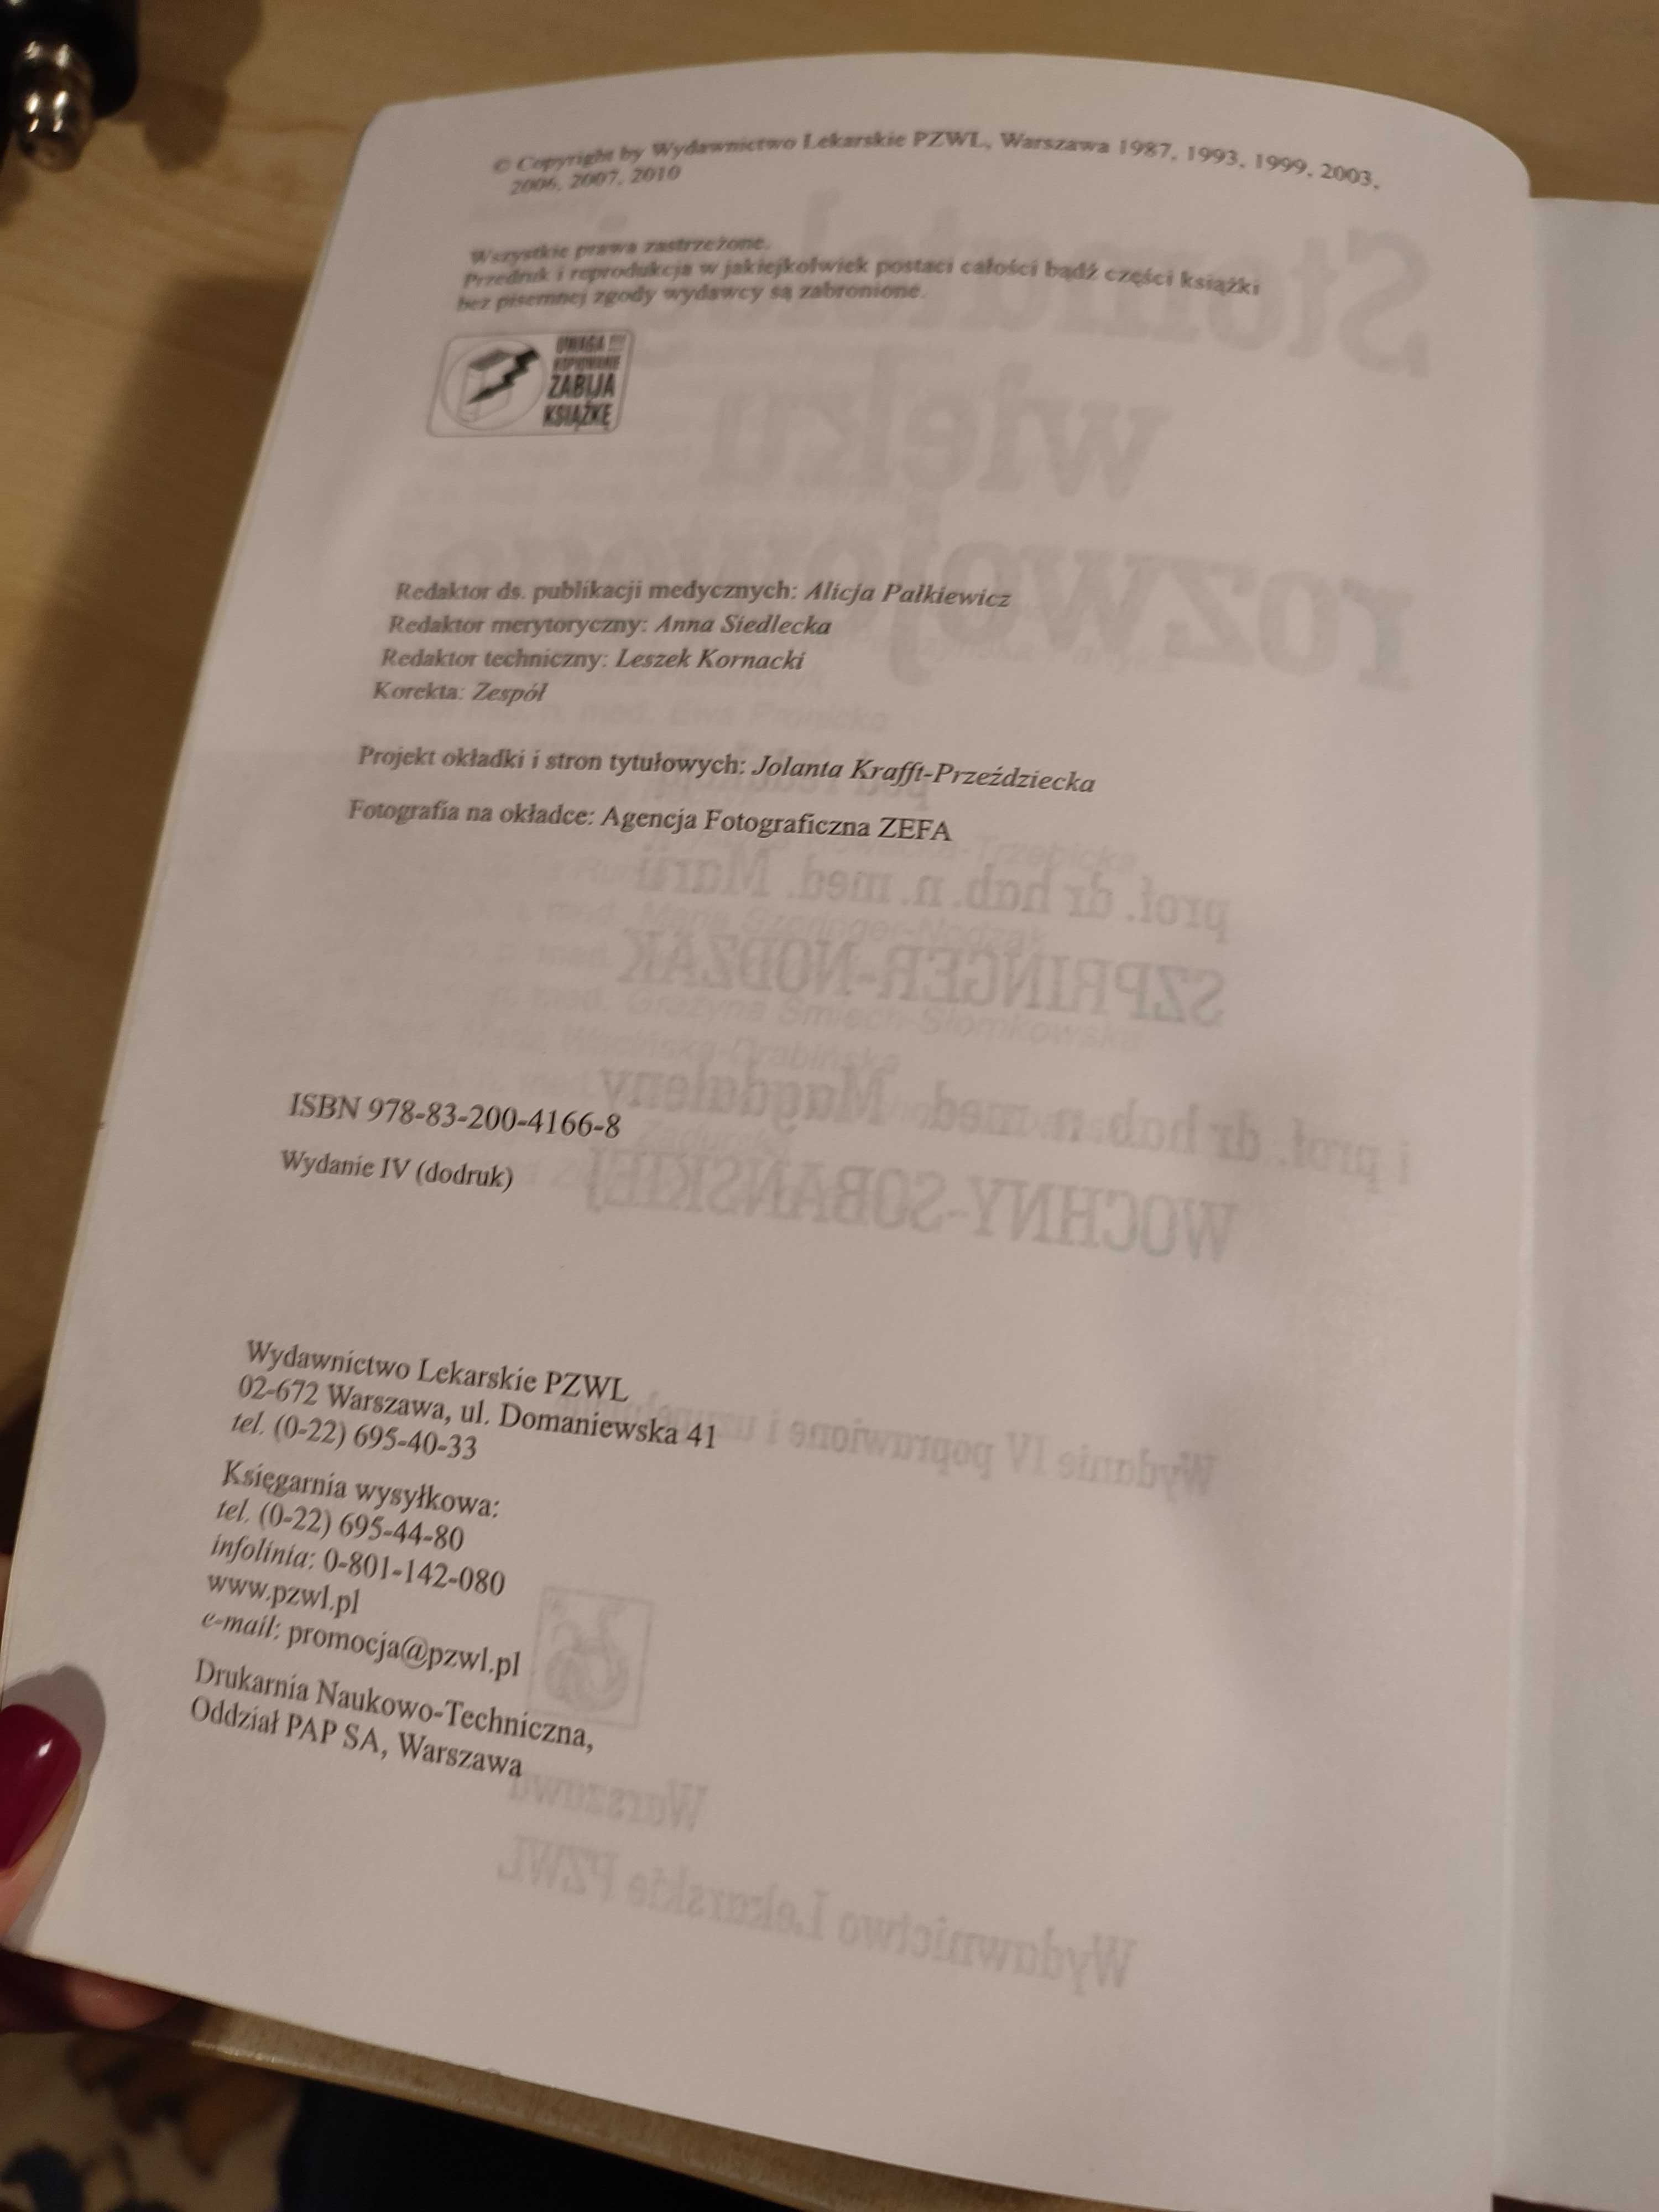 © Copyright by Wydawnictwo Lekarskie PZWL, Warszawa 1987, 1993, 1999, 2003,
2006, 2007, 2010
Wszystkie prawa zastrzeżone.
Przedruk i reprodukcja w jakiejkolwiek postaci całości bądź części książki
bez pisemnej zgody wydawcy są zabronione.
UWAGA !!!
KOPIOWANIE
ZABIJA
KSIĄŻKĘ
Redaktor ds. publikacji medycznych: Alicja Pałkiewicz
Redaktor merytoryczny: Anna Siedlecka
Redaktor techniczny: Leszek Kornacki
Korekta: Zespół
Projekt okładki i stron tytułowych: Jolanta Krafft-Przeździecka
Fotografia na okładce: Agencja Fotograficzna ZEFA
ISBN 978-83-200-4166-8
Wydanie IV (dodruk)
Wydawnictwo Lekarskie PZWL
02-672 Warszawa, ul. Domaniewska 41
tel. (0-22) 695-40-33
Księgarnia wysyłkowa:
tel. (0-22) 695-44-80
infolinia: 0-801-142-080
www.pzwl.pl
e-mail: promocja@pzwl.pl
Drukarnia Naukowo-Techniczna,
Oddział PAP SA, Warszawa